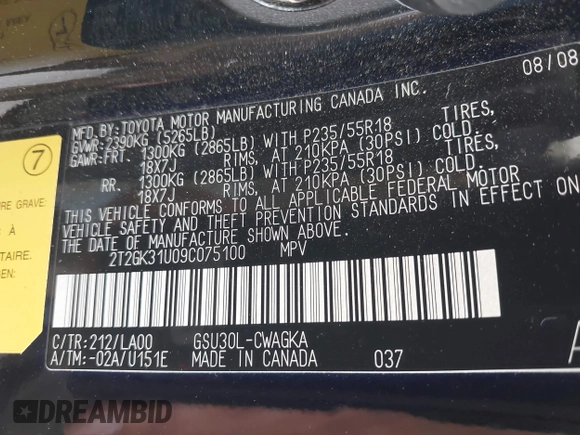 08/08
MFD.BY:TOYOTA MOTOR MANUFACTURING CANADA INC.
GVWR:2390KG (5265LB)
GAWR:FRT. 1300KG (2865LB) WITH P235/55R18 TIRES,
18X7J RIMS, AT 210KPA (30PSI) COLD.
RR. 1300KG (2865LB) WITH P235/55R18 TIRES,
18X7J RIMS, AT 210KPA (30PSI) COLD.
THIS VEHICLE CONFORMS TO ALL APPLICABLE FEDERAL MOTOR
VEHICLE SAFETY AND THEFT PREVENTION STANDARDS IN EFFECT ON
THE DATE OF MANUFACTURE SHOWN ABOVE.
2T2GK31U09C075100 MPV
C/TR:212/LA00 GSU30L-CWAGKA
A/TM:-02A/U151E MADE IN CANADA 037
A
7
URE GRAVE:
S À
TAIRE.
DEN:
DREAMBID